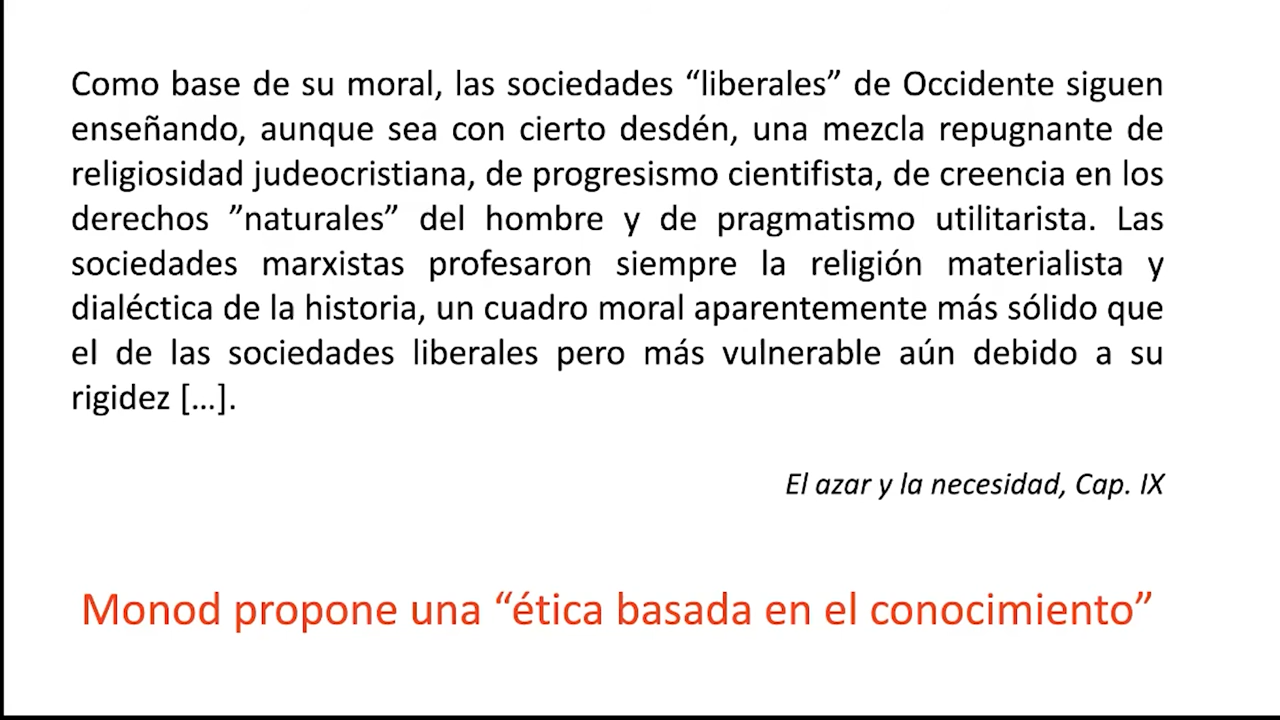 Como base de su moral, las sociedades “liberales” de Occidente siguen
enseñando, aunque sea con cierto desdén, una mezcla repugnante de
religiosidad judeocristiana, de progresismo cientifista, de creencia en los
derechos ”naturales” del hombre y de pragmatismo utilitarista. Las
sociedades marxistas profesaron siempre la religión materialista y
dialéctica de la historia, un cuadro moral aparentemente más sólido que
el de las sociedades liberales pero más vulnerable aún debido a su
rigidez [...].
El azar y la necesidad, Cap. IX
Monod propone una “ética basada en el conocimiento”